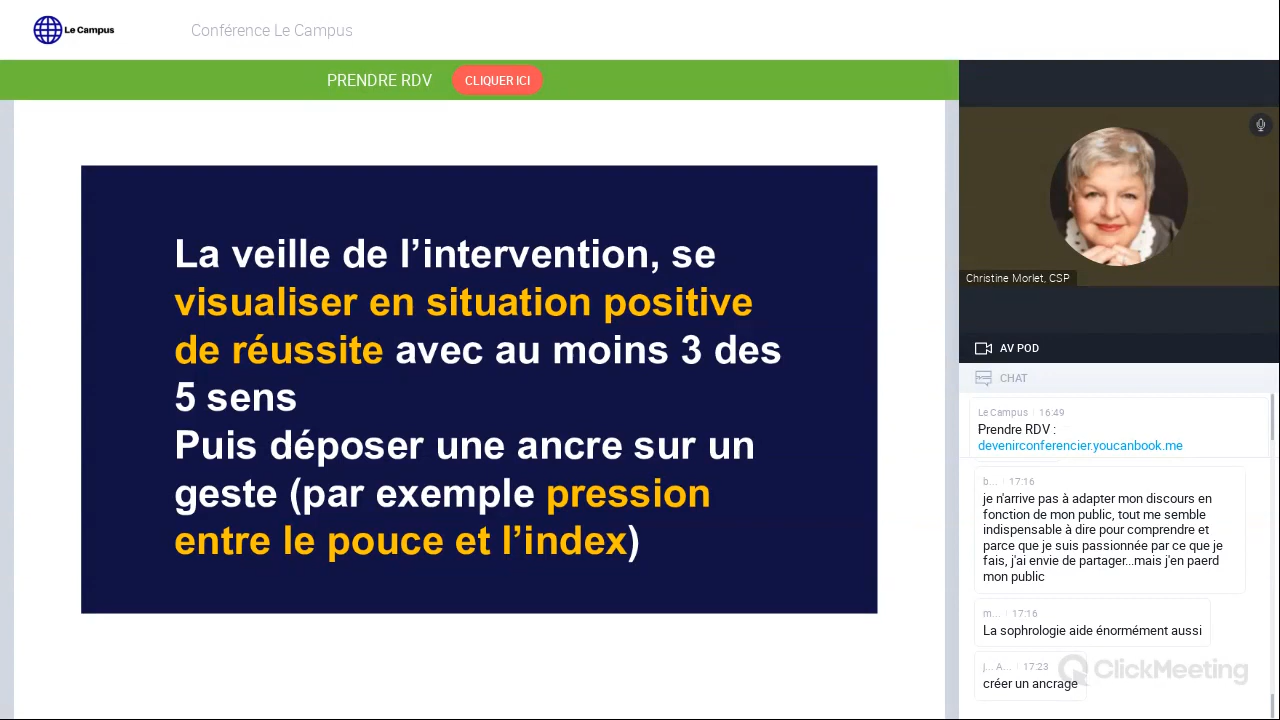 Le Campus
Conférence Le Campus
PRENDRE RDV
CLIQUER ICI
La veille de l’intervention, se
visualiser en situation positive
de réussite avec au moins 3 des
5 sens
Puis déposer une ancre sur un
geste (par exemple pression
entre le pouce et l’index)
Christine Morlet, CSP
AV POD
CHAT
Le Campus 16:49
Prendre RDV :
devenirconferencier.youcanbook.me
b... 17:16
je n'arrive pas à adapter mon discours en
fonction de mon public, tout me semble
indispensable à dire pour comprendre et
parce que je suis passionnée par ce que je
fais, j'ai envie de partager...mais j'en paerd
mon public
m... 17:16
La sophrologie aide énormément aussi
j... A... 17:23
créer un ancrage
ClickMeeting